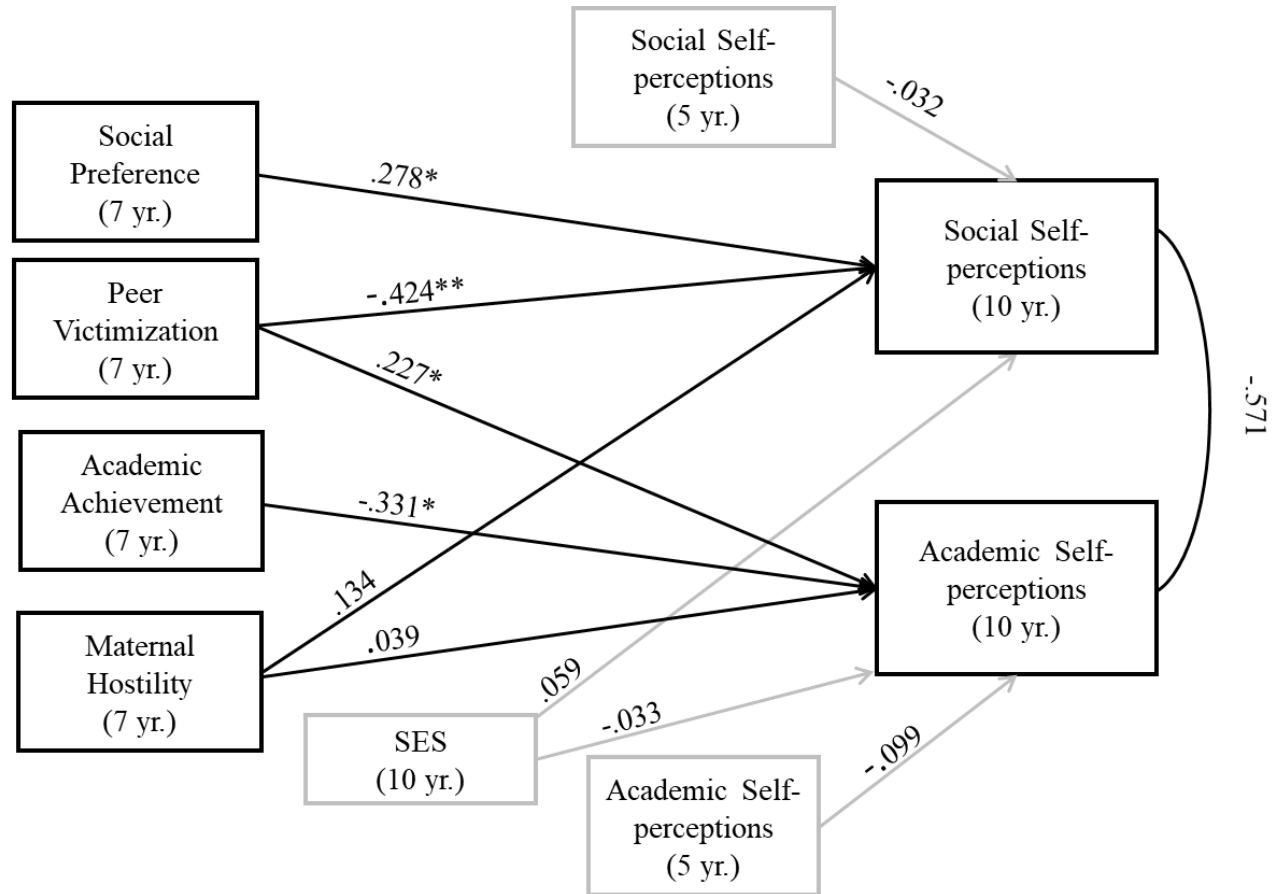 Social Self-
perceptions
(5 yr.)
-.032
Social
Preference
(7 yr.)
.278*
Social Self-
perceptions
(10 yr.)
Peer
Victimization
(7 yr.)
-.424**
.227*
-.571
Academic
Achievement
(7 yr.)
-.331*
Academic Self-
perceptions
(10 yr.)
Maternal
Hostility
(7 yr.)
.134
.039
SES
(10 yr.)
.059
-.033
Academic Self-
perceptions
(5 yr.)
-.099